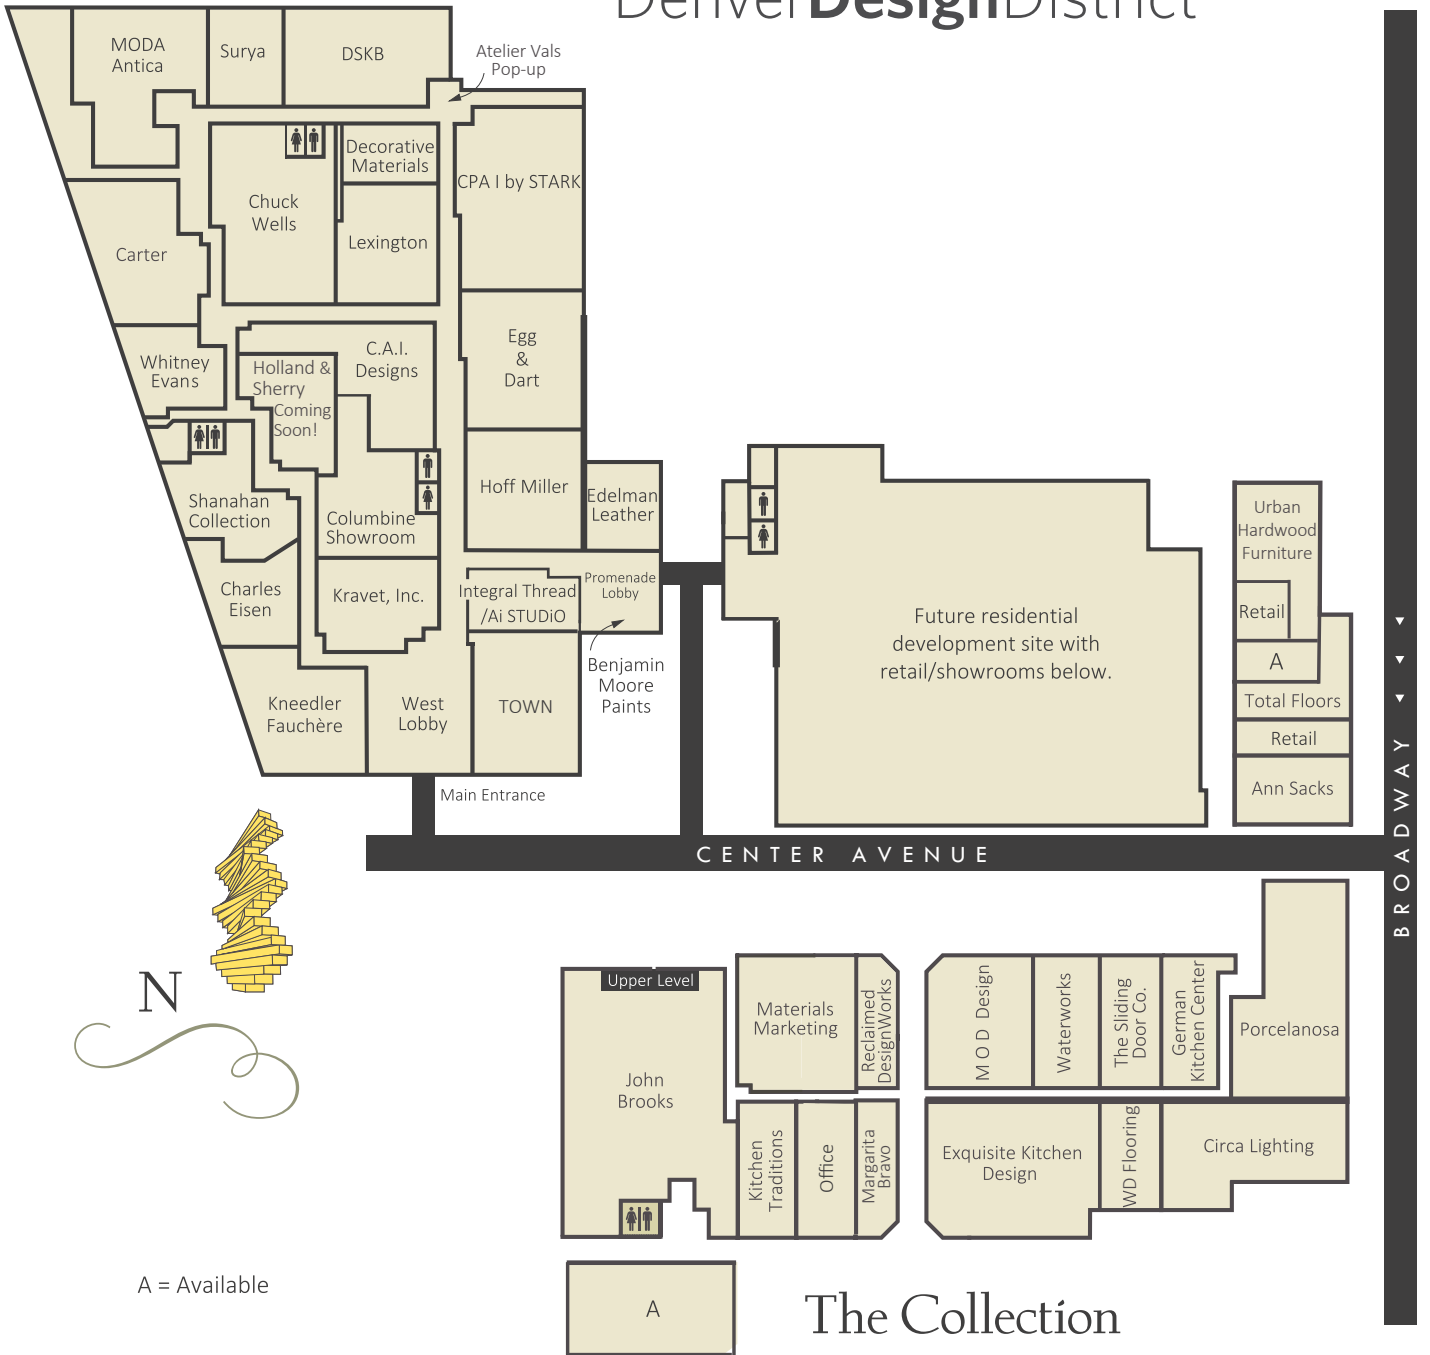 DenverDesignDistrict
MODA
Antica
Surya
DSKB
Atelier Vals
Pop-up
Decorative
Materials
CPA I by STARK
Chuck
Wells
Lexington
Carter
Egg
&
Dart
C.A.I.
Designs
Whitney
Evans
Holland &
Sherry
Coming
Soon!
Hoff Miller
Edelman
Leather
Shanahan
Collection
Columbine
Showroom
Charles
Eisen
Kravet, Inc.
Integral Thread
/Ai STUDiO
Promenade
Lobby
Benjamin
Moore
Paints
Kneedler
Fauchère
West
Lobby
TOWN
Main Entrance
Future residential
development site with
retail/showrooms below.
Urban
Hardwood
Furniture
Retail
A
Total Floors
Retail
Ann Sacks
CENTER AVENUE
BROADWAY
N
Upper Level
John
Brooks
Materials
Marketing
Reclaimed
DesignWorks
MOD Design
Waterworks
The Sliding
Door Co.
German
Kitchen Center
Porcelanosa
Kitchen
Traditions
Office
Margarita
Bravo
Exquisite Kitchen
Design
WD Flooring
Circa Lighting
A = Available
A
The Collection